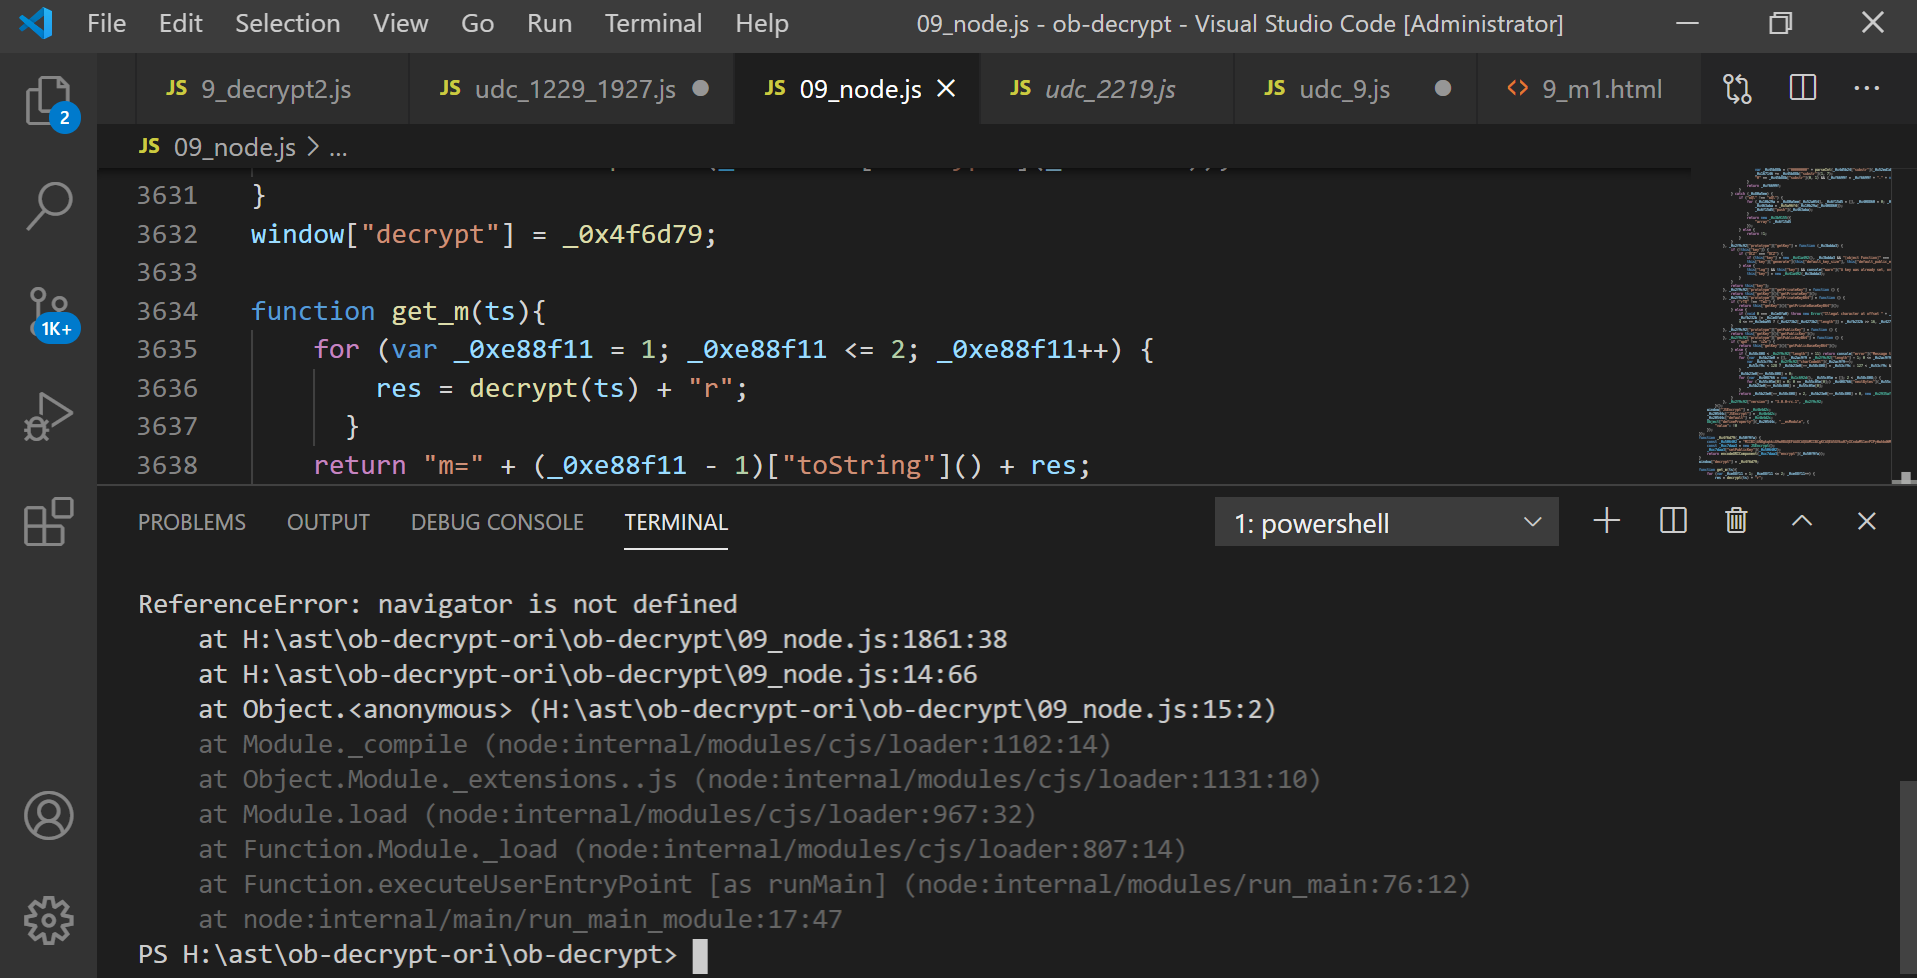 File Edit Selection View Go Run Terminal Help 09_node.js - ob-decrypt - Visual Studio Code [Administrator]
JS 9_decrypt2.js JS udc_1229_1927.js JS 09_node.js JS udc_2219.js JS udc_9.js <> 9_m1.html
2
JS 09_node.js > ...
3631 }
3632 window["decrypt"] = _0x4f6d79;
3633
3634 function get_m(ts){
3635 for (var _0xe88f11 = 1; _0xe88f11 <= 2; _0xe88f11++) {
1K+
3636 res = decrypt(ts) + "r";
3637 }
3638 return "m=" + (_0xe88f11 - 1)["toString"]() + res;
PROBLEMS OUTPUT DEBUG CONSOLE TERMINAL 1: powershell
ReferenceError: navigator is not defined
at H:\ast\ob-decrypt-ori\ob-decrypt\09_node.js:1861:38
at H:\ast\ob-decrypt-ori\ob-decrypt\09_node.js:14:66
at Object.<anonymous> (H:\ast\ob-decrypt-ori\ob-decrypt\09_node.js:15:2)
at Module._compile (node:internal/modules/cjs/loader:1102:14)
at Object.Module._extensions..js (node:internal/modules/cjs/loader:1131:10)
at Module.load (node:internal/modules/cjs/loader:967:32)
at Function.Module._load (node:internal/modules/cjs/loader:807:14)
at Function.executeUserEntryPoint [as runMain] (node:internal/modules/run_main:76:12)
at node:internal/main/run_main_module:17:47
PS H:\ast\ob-decrypt-ori\ob-decrypt>